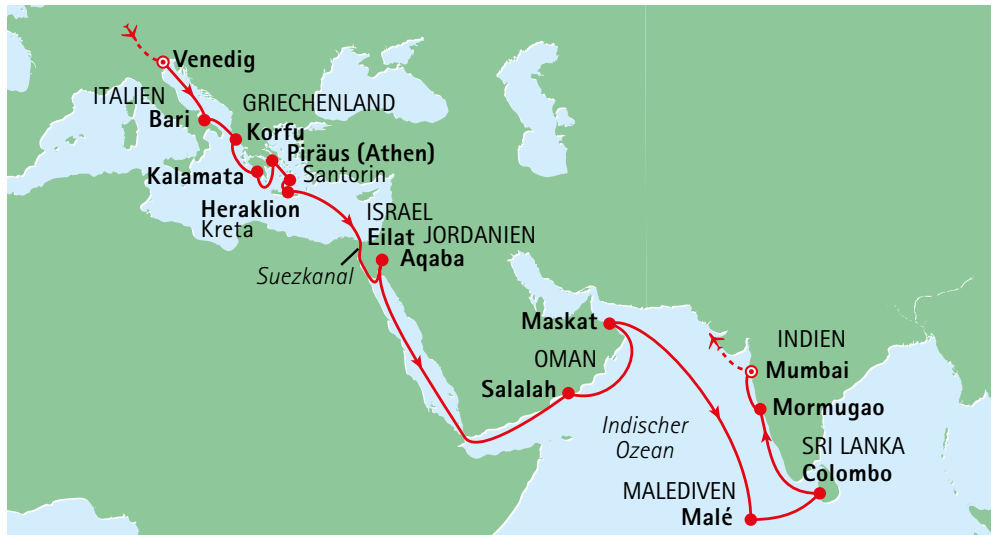 Venedig
ITALIEN
Bari
GRIECHENLAND
Korfu
Piräus (Athen)
Kalamata
Santorin
Heraklion
Kreta
ISRAEL
Eilat
JORDANIEN
Aqaba
Suezkanal
Maskat
OMAN
Salalah
INDIEN
Mumbai
Mormugao
Indischer
Ozean
SRI LANKA
Colombo
MALEDIVEN
Malé